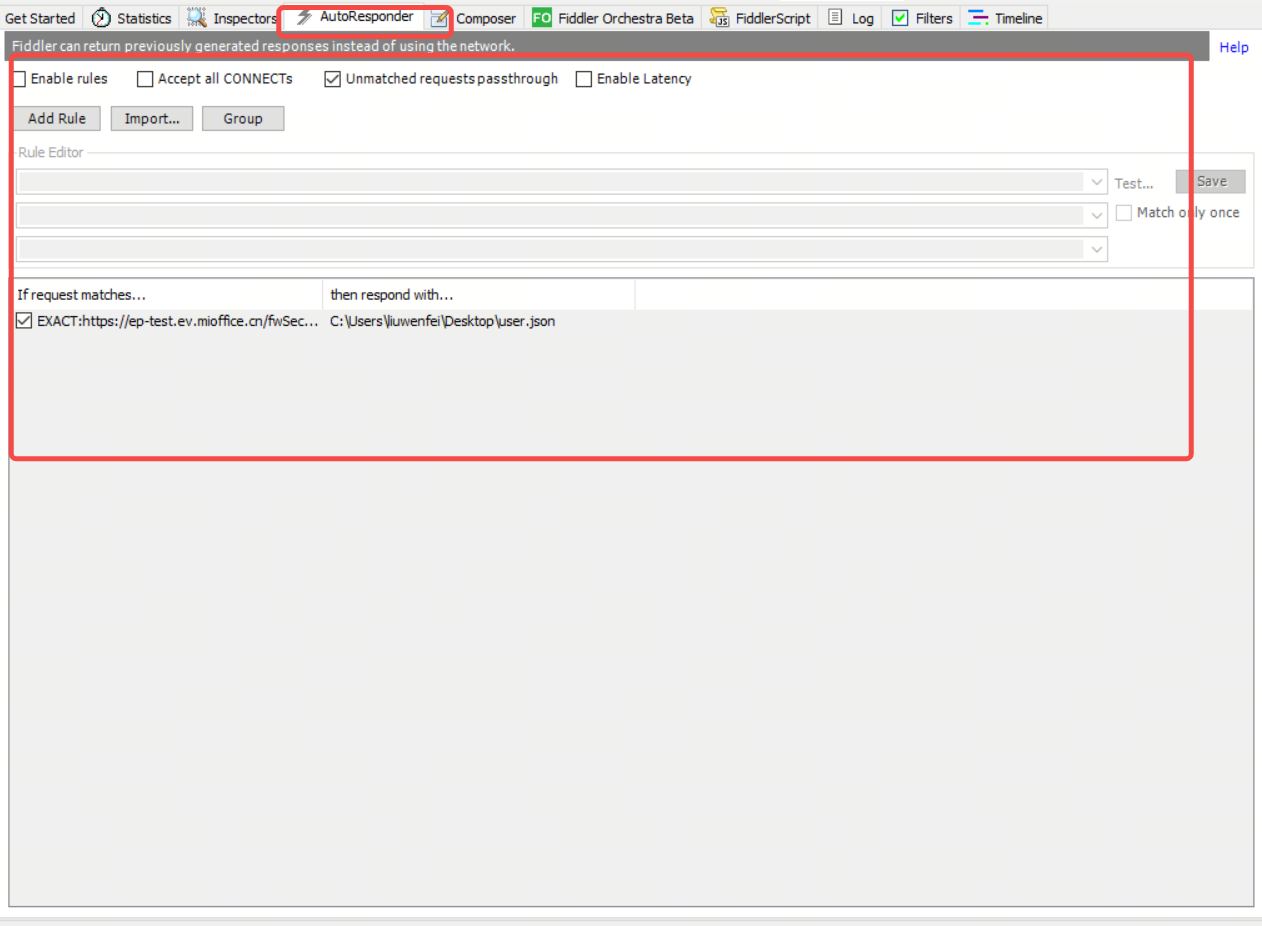 Get Started Statistics Inspectors AutoResponder Composer FO Fiddler Orchestra Beta JS FiddlerScript Log Filters Timeline
Fiddler can return previously generated responses instead of using the network. Help
Enable rules Accept all CONNECTs Unmatched requests passthrough Enable Latency
Add Rule Import... Group
Rule Editor
Test... Save
Match only once
If request matches... then respond with...
EXACT:https://ep-test.ev.mioffice.cn/fwSec... C:\Users\liuwenfei\Desktop\user.json